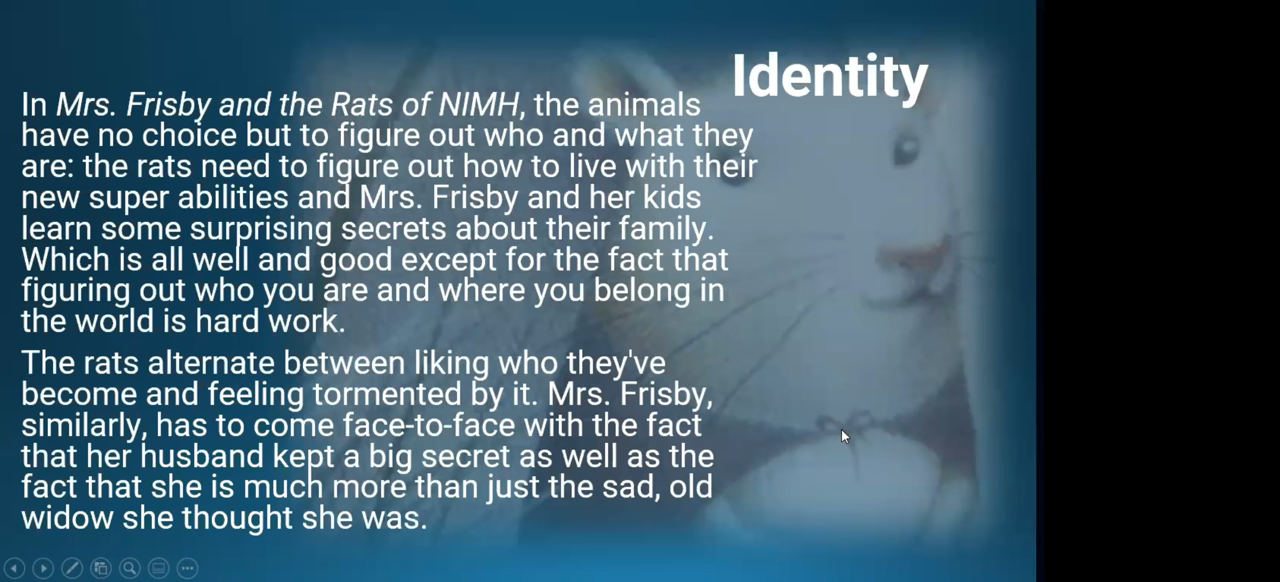 Identity
In Mrs. Frisby and the Rats of NIMH, the animals
have no choice but to figure out who and what they
are: the rats need to figure out how to live with their
new super abilities and Mrs. Frisby and her kids
learn some surprising secrets about their family.
Which is all well and good except for the fact that
figuring out who you are and where you belong in
the world is hard work.
The rats alternate between liking who they've
become and feeling tormented by it. Mrs. Frisby,
similarly, has to come face-to-face with the fact
that her husband kept a big secret as well as the
fact that she is much more than just the sad, old
widow she thought she was.